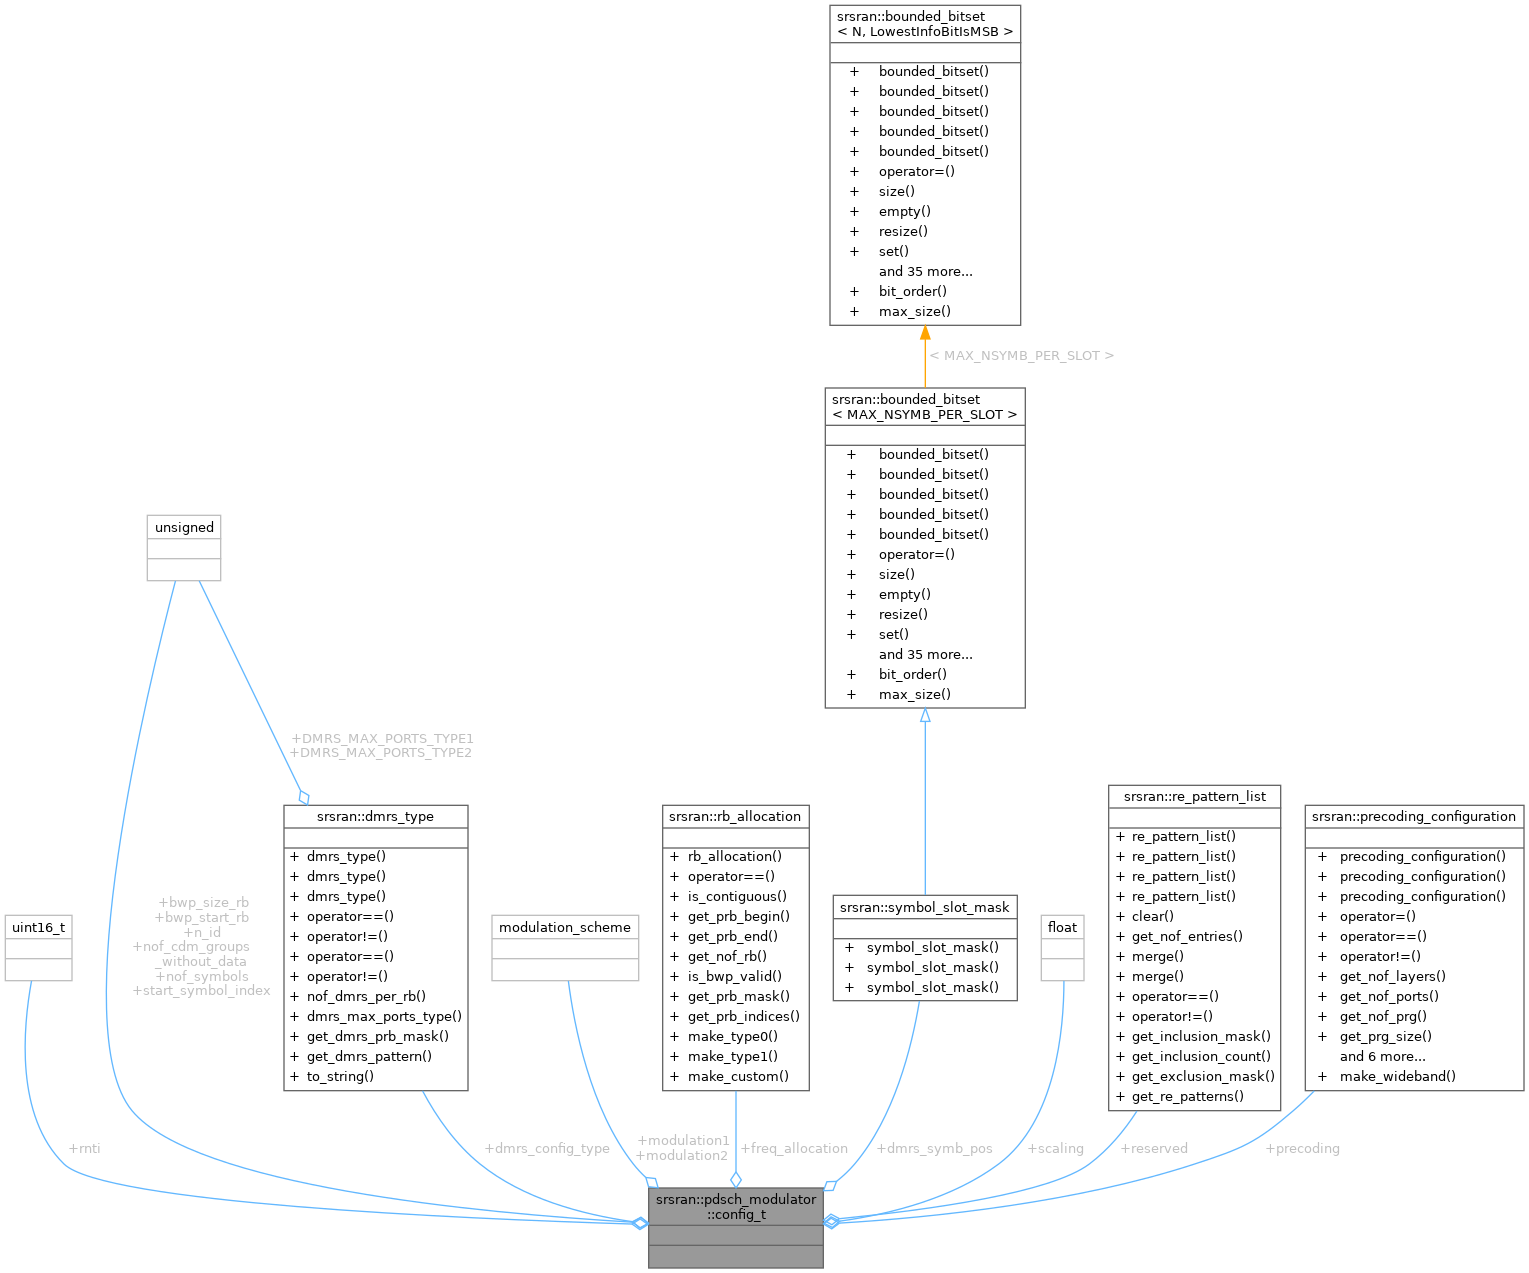 srsran::bounded_bitset
< N, LowestInfoBitIsMSB >
+ bounded_bitset()
+ bounded_bitset()
+ bounded_bitset()
+ bounded_bitset()
+ bounded_bitset()
+ operator=()
+ size()
+ empty()
+ resize()
+ set()
and 35 more...
+ bit_order()
+ max_size()
< MAX_NSYMB_PER_SLOT >
srsran::bounded_bitset
< MAX_NSYMB_PER_SLOT >
+ bounded_bitset()
+ bounded_bitset()
+ bounded_bitset()
+ bounded_bitset()
+ bounded_bitset()
+ operator=()
+ size()
+ empty()
+ resize()
+ set()
and 35 more...
+ bit_order()
+ max_size()
unsigned
+DMRS_MAX_PORTS_TYPE1
+DMRS_MAX_PORTS_TYPE2
+bwp_size_rb
+bwp_start_rb
+n_id
+nof_cdm_groups
_without_data
+nof_symbols
+start_symbol_index
uint16_t
srsran::dmrs_type
+ dmrs_type()
+ dmrs_type()
+ dmrs_type()
+ operator==()
+ operator!=()
+ operator==()
+ operator!=()
+ nof_dmrs_per_rb()
+ dmrs_max_ports_type()
+ get_dmrs_prb_mask()
+ get_dmrs_pattern()
+ to_string()
modulation_scheme
srsran::rb_allocation
+ rb_allocation()
+ operator==()
+ is_contiguous()
+ get_prb_begin()
+ get_prb_end()
+ get_nof_rb()
+ is_bwp_valid()
+ get_prb_mask()
+ get_prb_indices()
+ make_type0()
+ make_type1()
+ make_custom()
srsran::symbol_slot_mask
+ symbol_slot_mask()
+ symbol_slot_mask()
+ symbol_slot_mask()
float
srsran::re_pattern_list
+ re_pattern_list()
+ re_pattern_list()
+ re_pattern_list()
+ re_pattern_list()
+ clear()
+ get_nof_entries()
+ merge()
+ merge()
+ operator==()
+ operator!=()
+ get_inclusion_mask()
+ get_inclusion_count()
+ get_exclusion_mask()
+ get_re_patterns()
srsran::precoding_configuration
+ precoding_configuration()
+ precoding_configuration()
+ precoding_configuration()
+ operator=()
+ operator==()
+ operator!=()
+ get_nof_layers()
+ get_nof_ports()
+ get_nof_prg()
+ get_prg_size()
and 6 more...
+ make_wideband()
+rnti
+dmrs_config_type
+modulation1
+modulation2
+freq_allocation
+dmrs_symb_pos
+scaling
+reserved
+precoding
srsran::pdsch_modulator
::config_t